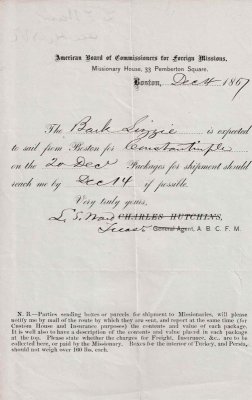 American Board of Commissioners for Foreign Missions.
Missionary House, 33 Pemberton Square.
Boston, Dec 4 1867
The Bark Lizzie is expected
to sail from Boston for Constantinple
on the 20 Decr Packages for shipment should
reach me by Dec 14 if possible.
Very truly yours,
L. S. Ward CHARLES HUTCHINS,
Treasr General Agent, A. B. C. F. M.
N. B.—Parties sending boxes or parcels for shipment to Missionaries, will please
notify me by mail of the route by which they are sent, and report at the same time (for
Custom House and Insurance purposes) the contents and value of each package.
It is well also to have a description of the contents and value placed in each package
at the top. Please state whether the charges for Freight, Insurance, &c. are to be
collected here, or paid by the Missionary. Boxes for the interior of Turkey, and Persia,
should not weigh over 160 lbs. each.